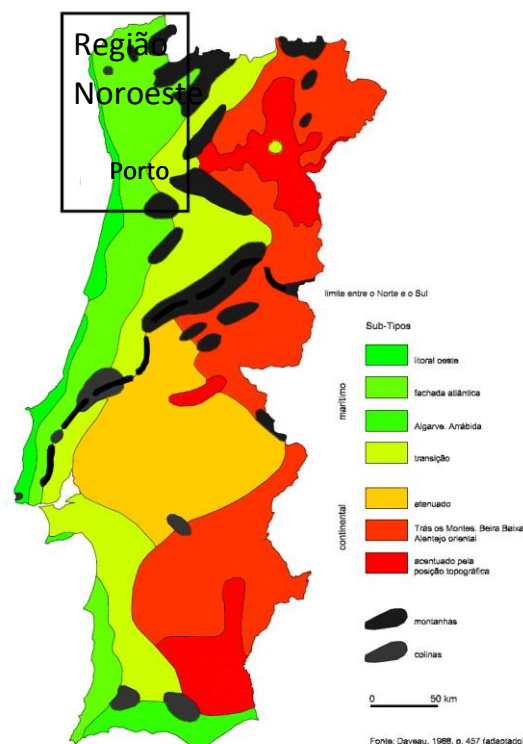 Região
Noroeste
Porto
limite entre o Norte e o Sul
Sub-Tipos
marítimo
litoral oeste
fachada atlântica
Algarve. Arrábida
transição
continental
atenuado
Trás os Montes. Beira Baixa
Alentejo oriental
acentuado pela
posição topográfica
montanhas
colinas
0 50 km
Fonte: Daveau, 1988, p. 457 (adaptado)